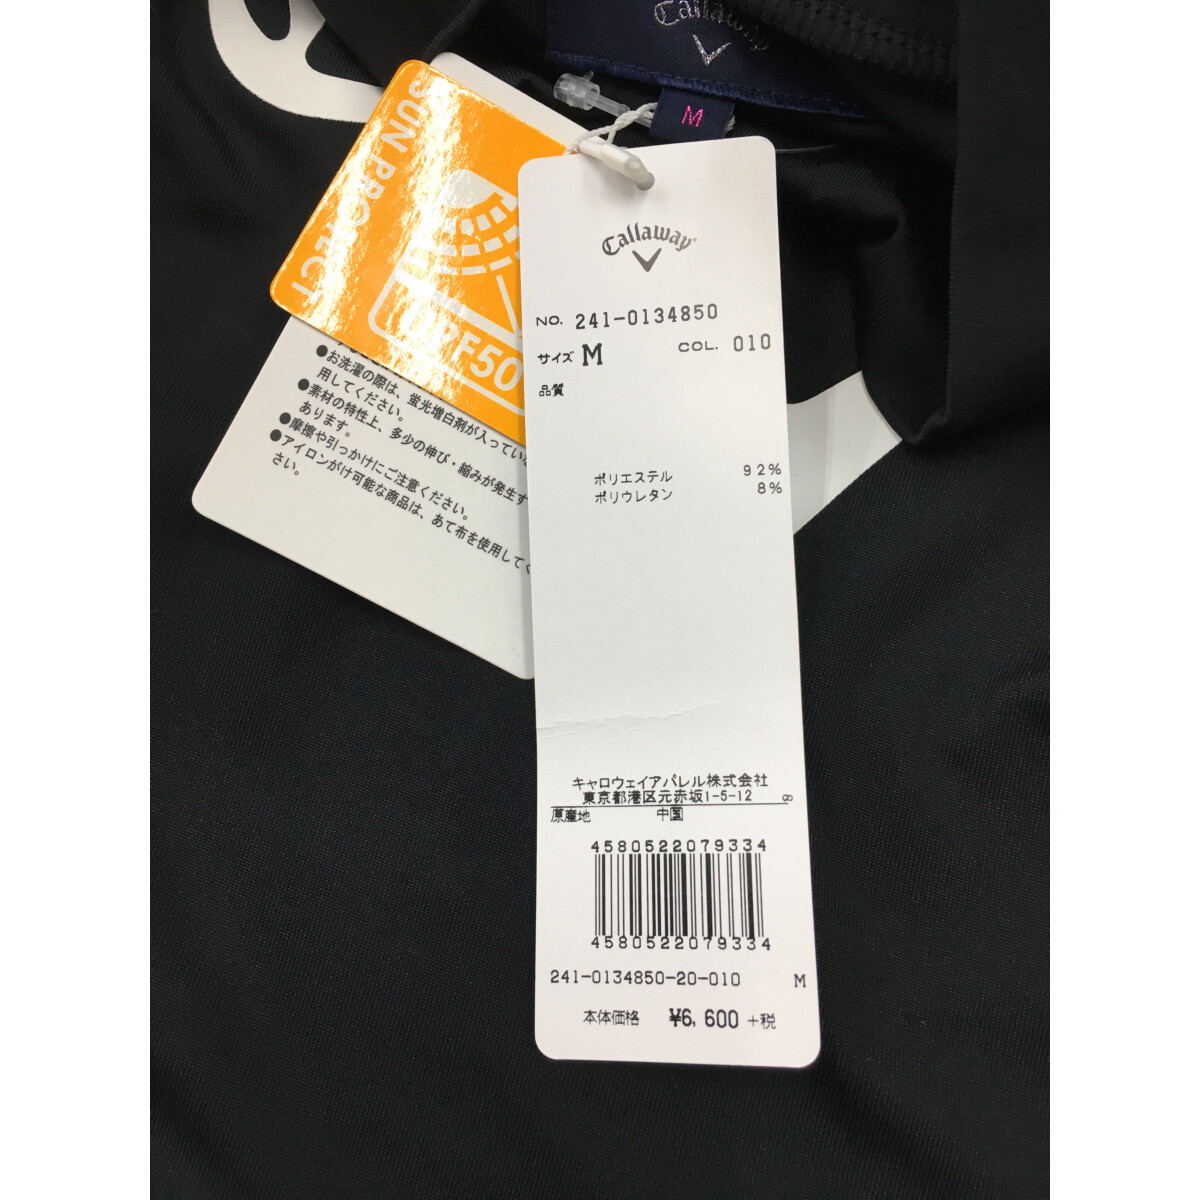 Callaway
M
SUN PROTECT
UPF50
●お洗濯の際は、蛍光増白剤が入ってい
用してください。
●素材の特性上、多少の伸び・縮みが発生す
あります。
●摩擦や引っかけにご注意ください。
●アイロンがけ可能な商品は、あて布を使用してく
さい。
Callaway
NO. 241-0134850
サイズ M COL. 010
品質
ポリエステル 92%
ポリウレタン 8%
キャロウェイアパレル株式会社
東京都港区元赤坂1-5-12 ∞
原産地 中国
4580522079334
4580522079334
241-0134850-20-010 M
本体価格 ¥6,600 +税